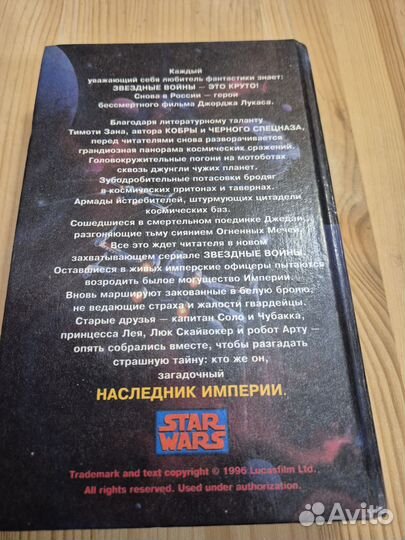 Каждый
уважающий себя любитель фантастики знает:
ЗВЕЗДНЫЕ ВОЙНЫ — ЭТО КРУТО!
Снова в России — герои
бессмертного фильма Джорджа Лукаса.
Благодаря литературному таланту
Тимоти Зана, автора КОБРЫ и ЧЕРНОГО СПЕЦНАЗА,
перед читателями снова разворачивается
грандиозная панорама космических сражений.
Головокружительные погони на мотоботах
сквозь джунгли чужих планет.
Зубодробительные потасовки бродяг
в космических притонах и тавернах.
Армады истребителей, штурмующих цитадели
космических баз.
Сошедшиеся в смертельном поединке Джедаи,
разгоняющие тьму сиянием Огненных Мечей.
Все это ждет читателя в новом
захватывающем сериале ЗВЕЗДНЫЕ ВОЙНЫ.
Оставшиеся в живых имперские офицеры пытаются
возродить былое могущество Империи.
Вновь маршируют закованные в белую броню,
не ведающие страха и жалости гвардейцы.
Старые друзья — капитан Соло и Чубакка,
принцесса Лея, Люк Скайвокер и робот Арту —
опять собрались вместе, чтобы разгадать
страшную тайну: кто же он,
загадочный
НАСЛЕДНИК ИМПЕРИИ.
STAR
WARS
Trademark and text copyright © 1996 Lucasfilm Ltd.
All rights reserved. Used under authorization.
Avito